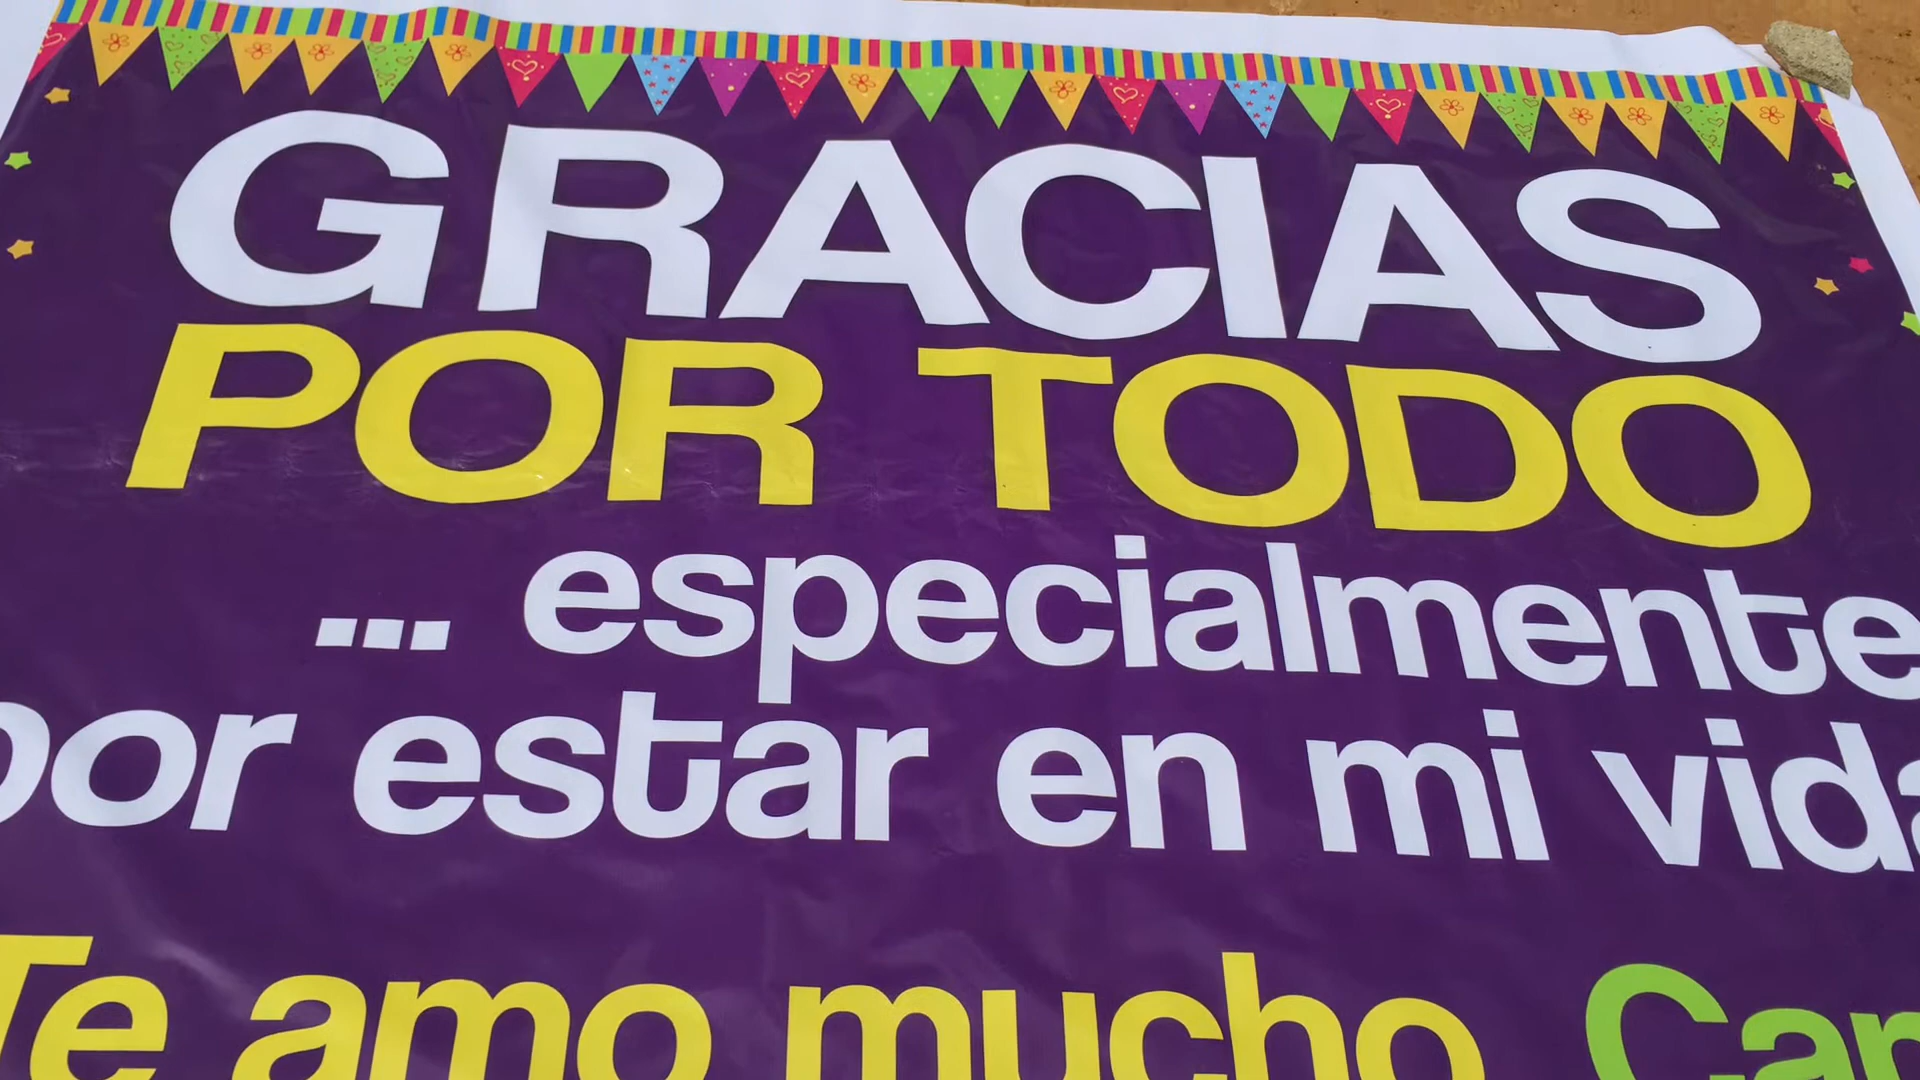 GRACIAS
POR TODO
... especialmente
por estar en mi vida
Te amo mucho